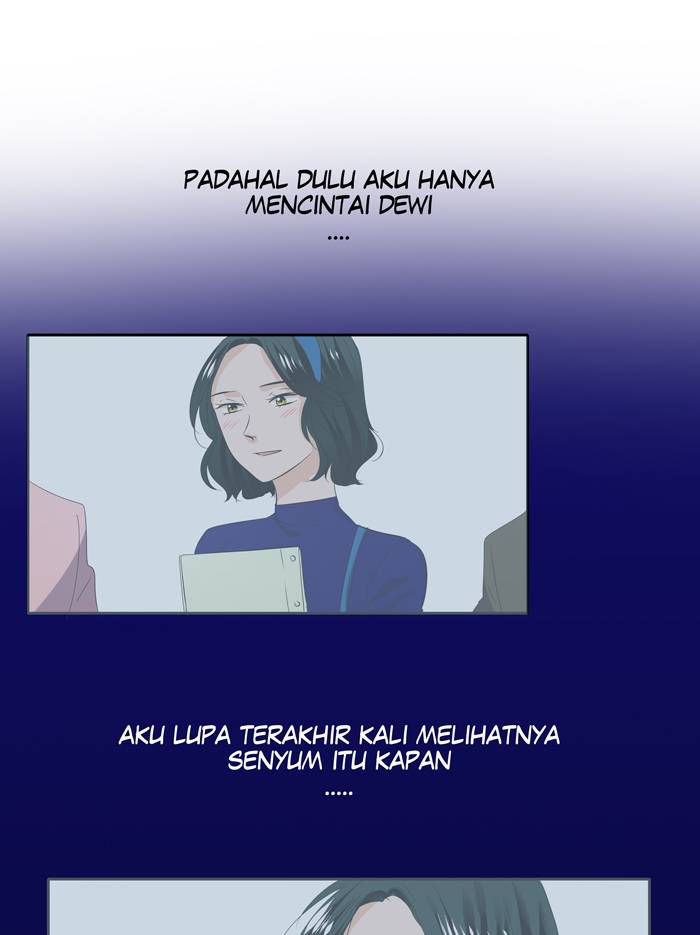 PADAHAL DULU AKU HANYA
MENCINTAI DEWI
....
AKU LUPA TERAKHIR KALI MELIHATNYA
SENYUM ITU KAPAN
.....